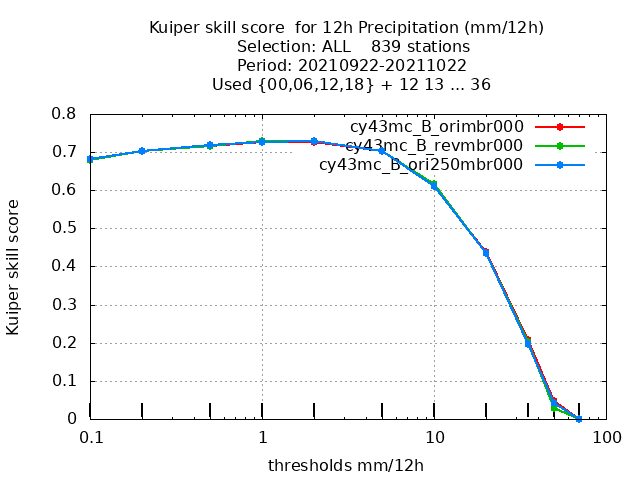 Kuiper skill score  for 12h Precipitation (mm/12h)
Selection: ALL    839 stations
Period: 20210922-20211022
Used {00,06,12,18} + 12 13 ... 36
cy43mc_B_orimbr000
cy43mc_B_revmbr000
cy43mc_B_ori250mbr000
0.8
0.7
0.6
0.5
0.4
0.3
0.2
0.1
0
Kuiper skill score
0.1 1 10 100
thresholds mm/12h